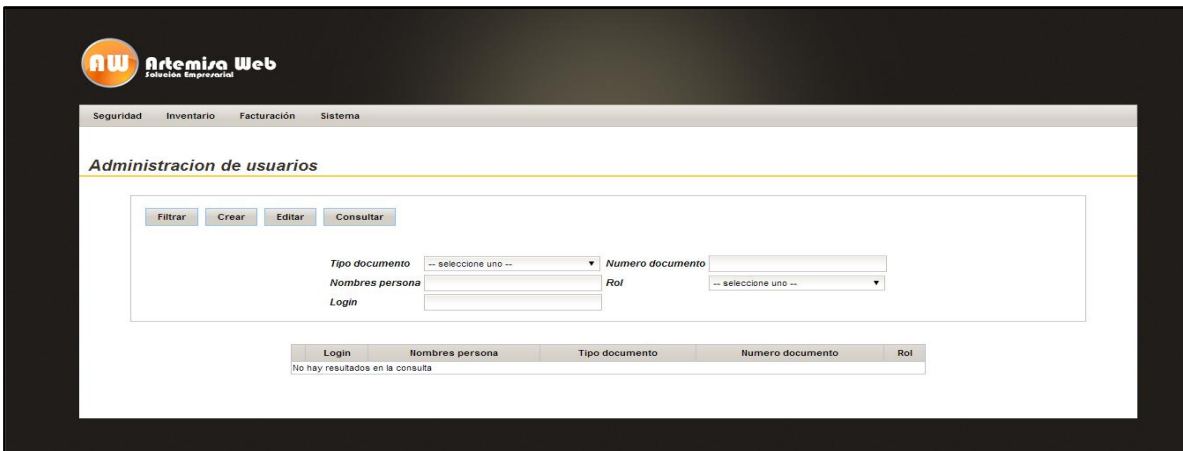 AW Artemisa Web
Solución Empresarial
Seguridad Inventario Facturación Sistema
Administracion de usuarios
Filtrar Crear Editar Consultar
Tipo documento -- seleccione uno -- Numero documento
Nombres persona Rol -- seleccione uno --
Login
Login Nombres persona Tipo documento Numero documento Rol
No hay resultados en la consulta